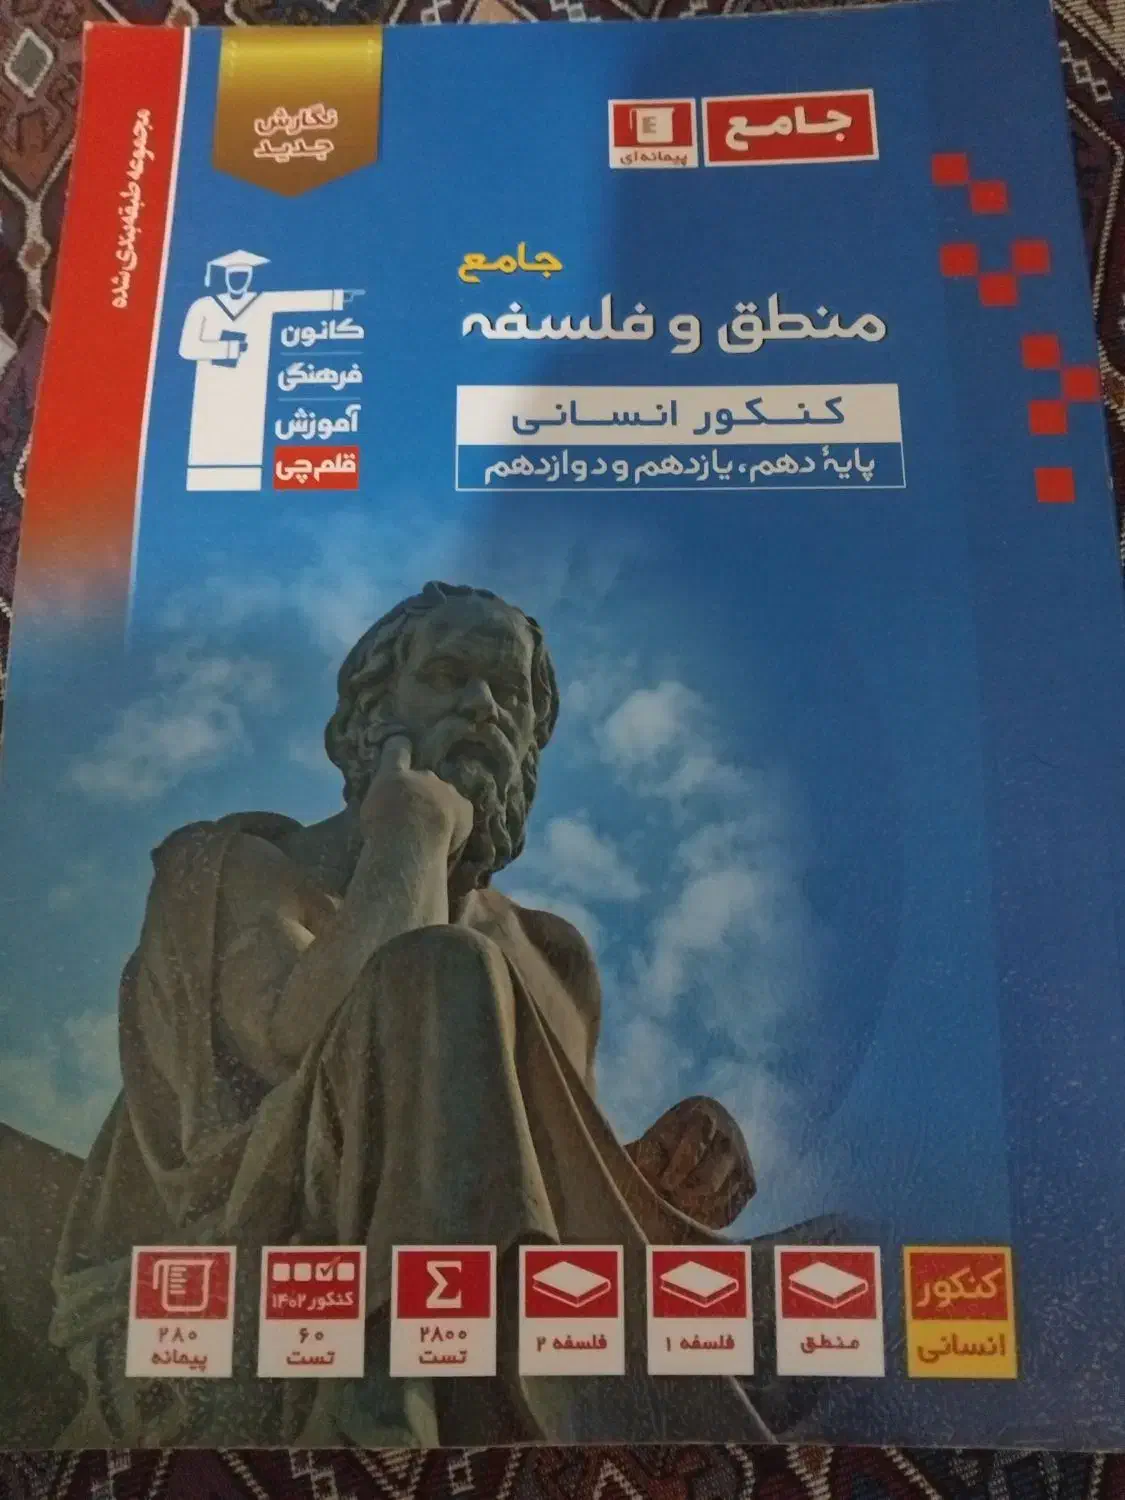 مجموعه طبقه‌بندی شده
نگارش
جدید
جامع
پیمانه‌ای
جامع
منطق و فلسفه
کنکور انسانی
پایهٔ دهم، یازدهم و دوازدهم
کانون
فرهنگی
آموزش
قلم‌چی
کنکور
انسانی
منطق
فلسفه ۱
فلسفه ۲
Σ
۲۸۰۰
تست
کنکور ۱۴۰۲
۶۰
تست
۲۸۰
پیمانه